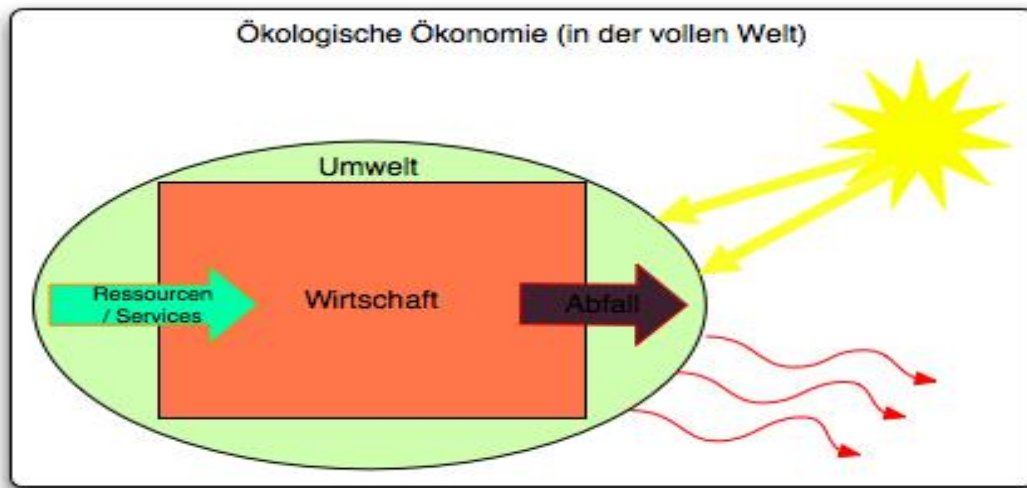 Ökologische Ökonomie (in der vollen Welt)
Umwelt
Ressourcen
/ Services
Wirtschaft
Abfall